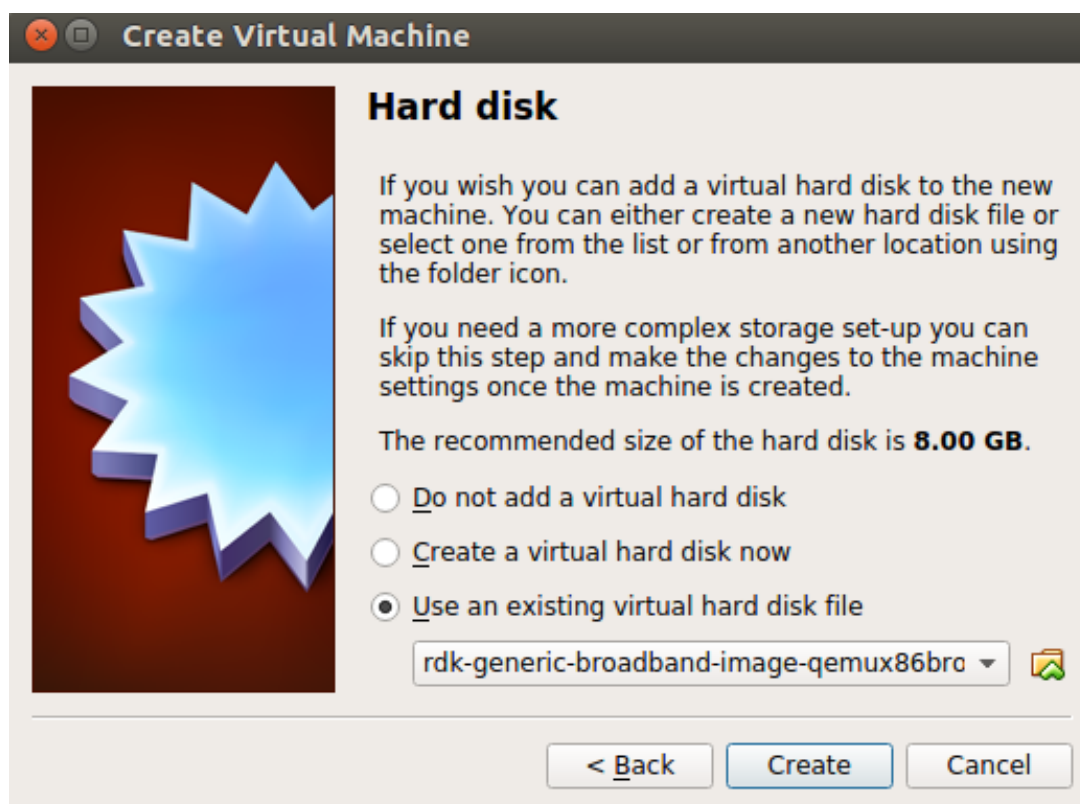 Create Virtual Machine
Hard disk
If you wish you can add a virtual hard disk to the new
machine. You can either create a new hard disk file or
select one from the list or from another location using
the folder icon.
If you need a more complex storage set-up you can
skip this step and make the changes to the machine
settings once the machine is created.
The recommended size of the hard disk is 8.00 GB.
Do not add a virtual hard disk
Create a virtual hard disk now
Use an existing virtual hard disk file
rdk-generic-broadband-image-qemux86bro
< Back Create Cancel